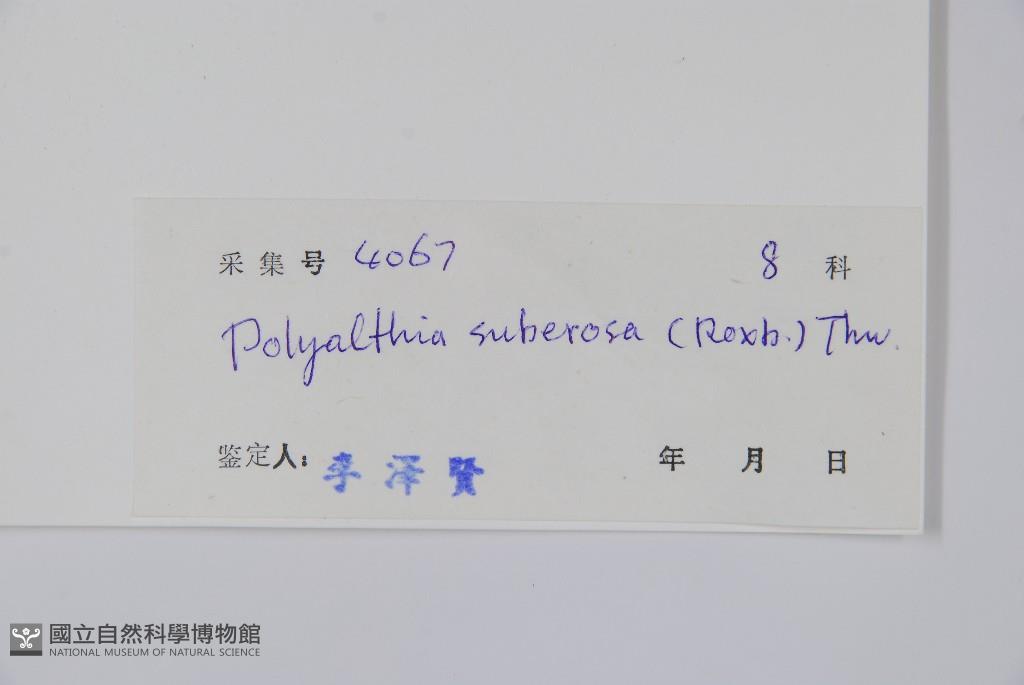 采集号 4067 8 科
Polyalthia suberosa (Roxb.) Thw.
鉴定人: 李泽賢 年 月 日
國立自然科學博物館
NATIONAL MUSEUM OF NATURAL SCIENCE